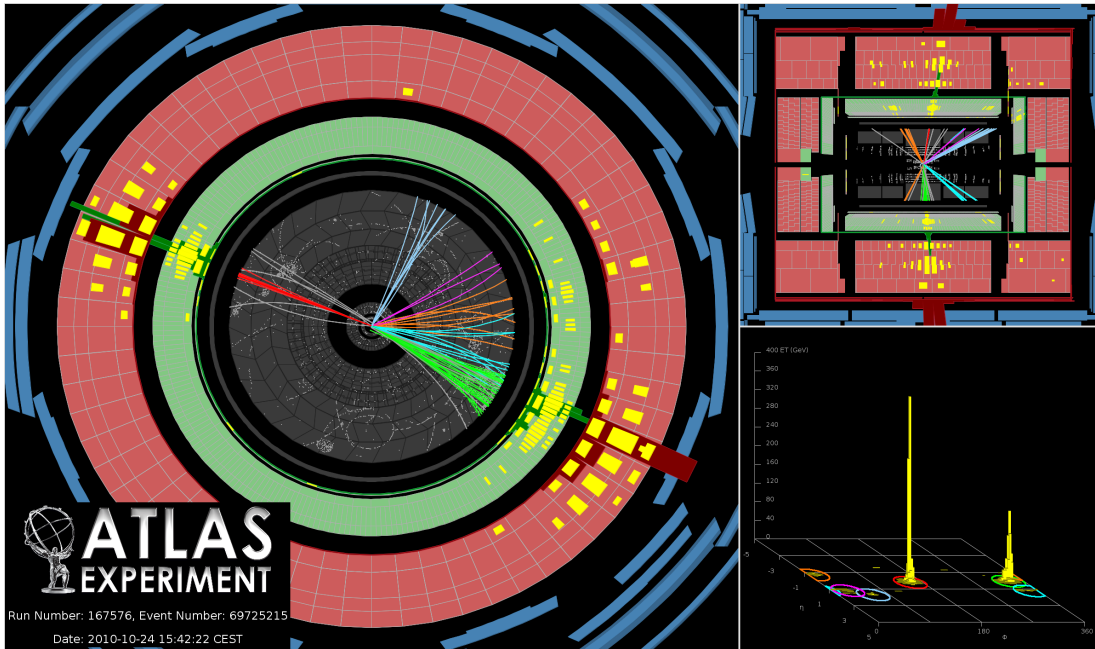 ATLAS
EXPERIMENT
Run Number: 167576, Event Number: 69725215
Date: 2010-10-24 15:42:22 CEST
400 ET (GeV)
360
320
280
240
200
160
120
80
40
0
-5
-3
-1
η 1
3
5
0
180
Φ
360